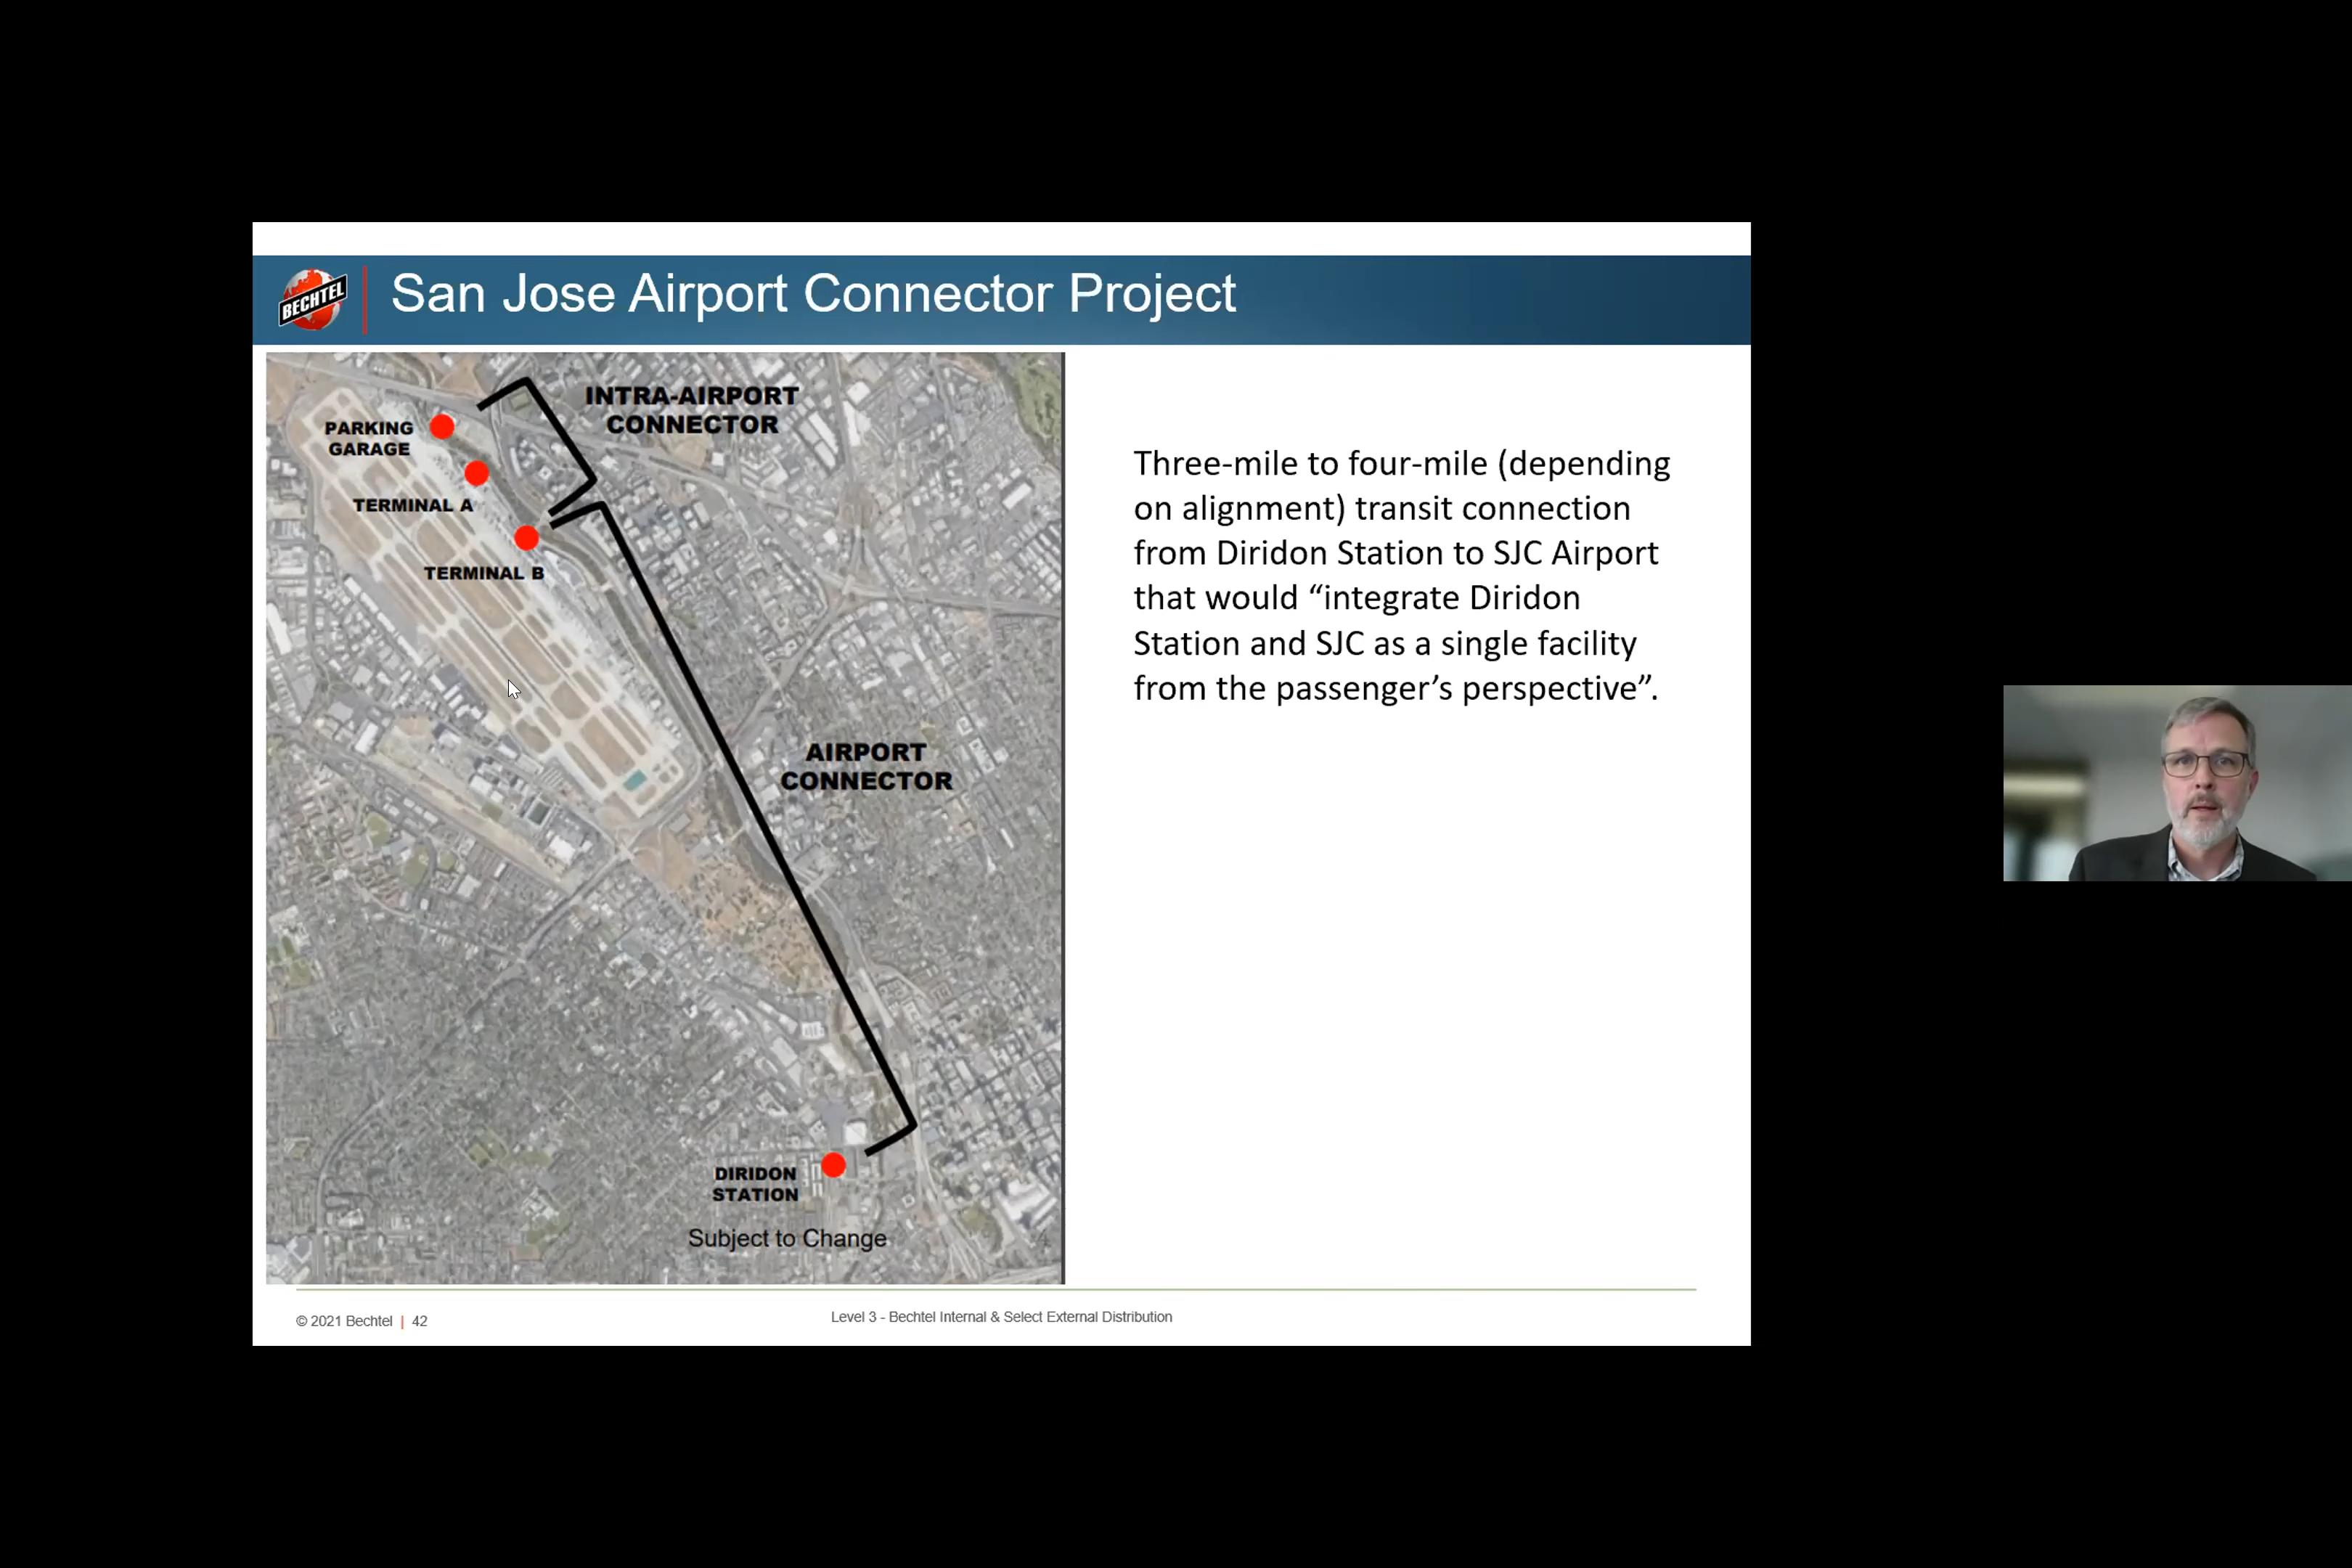 BECHTEL
San Jose Airport Connector Project
INTRA-AIRPORT
CONNECTOR
PARKING
GARAGE
TERMINAL A
TERMINAL B
AIRPORT
CONNECTOR
DIRIDON
STATION
Subject to Change
4
Three-mile to four-mile (depending
on alignment) transit connection
from Diridon Station to SJC Airport
that would “integrate Diridon
Station and SJC as a single facility
from the passenger’s perspective”.
© 2021 Bechtel | 42
Level 3 - Bechtel Internal & Select External Distribution